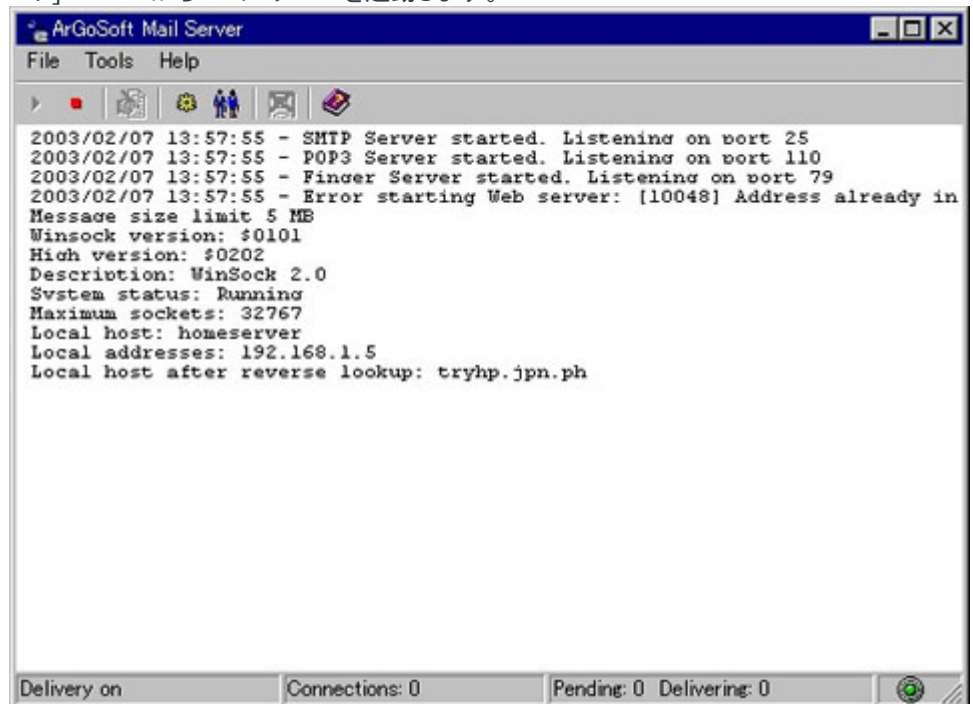 ArGoSoft Mail Server
File Tools Help
2003/02/07 13:57:55 - SMTP Server started. Listening on port 25
2003/02/07 13:57:55 - POP3 Server started. Listening on port 110
2003/02/07 13:57:55 - Finger Server started. Listening on port 79
2003/02/07 13:57:55 - Error starting Web server: [10048] Address already in
Message size limit 5 MB
Winsock version: $0101
High version: $0202
Description: WinSock 2.0
System status: Running
Maximum sockets: 32767
Local host: homeserver
Local addresses: 192.168.1.5
Local host after reverse lookup: tryhp.jpn.ph
Delivery on Connections: 0 Pending: 0 Delivering: 0